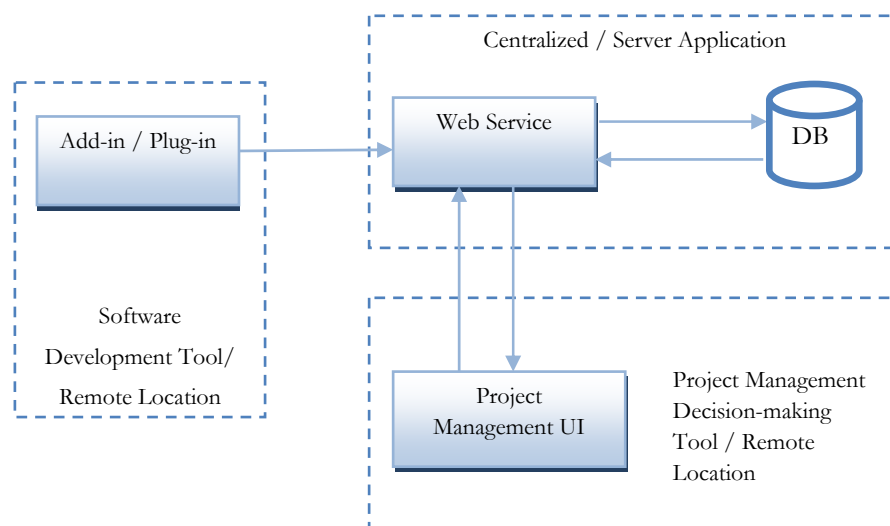 Centralized / Server Application
Add-in / Plug-in
Web Service
DB
Software
Development Tool/
Remote Location
Project
Management UI
Project Management
Decision-making
Tool / Remote
Location